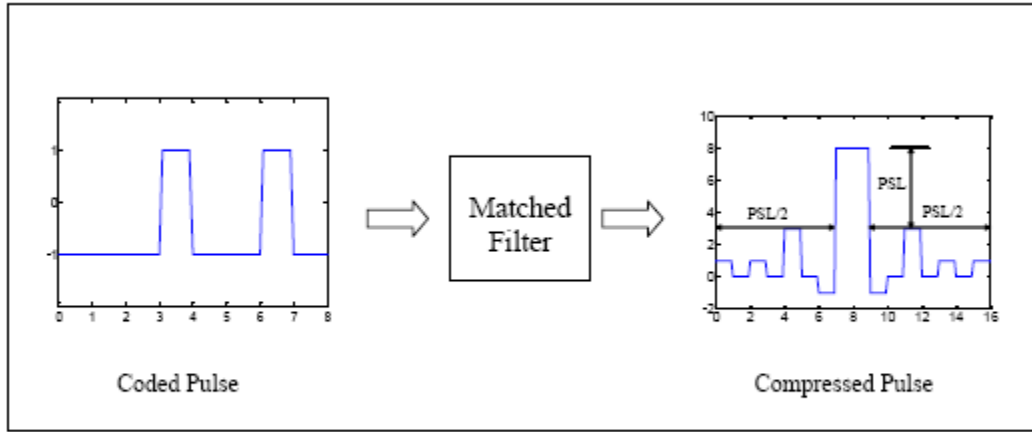 1
0
-1
0 1 2 3 4 5 6 7 8
Coded Pulse
Matched
Filter
10
8
6
4
2
0
-2
0 2 4 6 8 10 12 14 16
PSL
PSL/2
PSL/2
Compressed Pulse